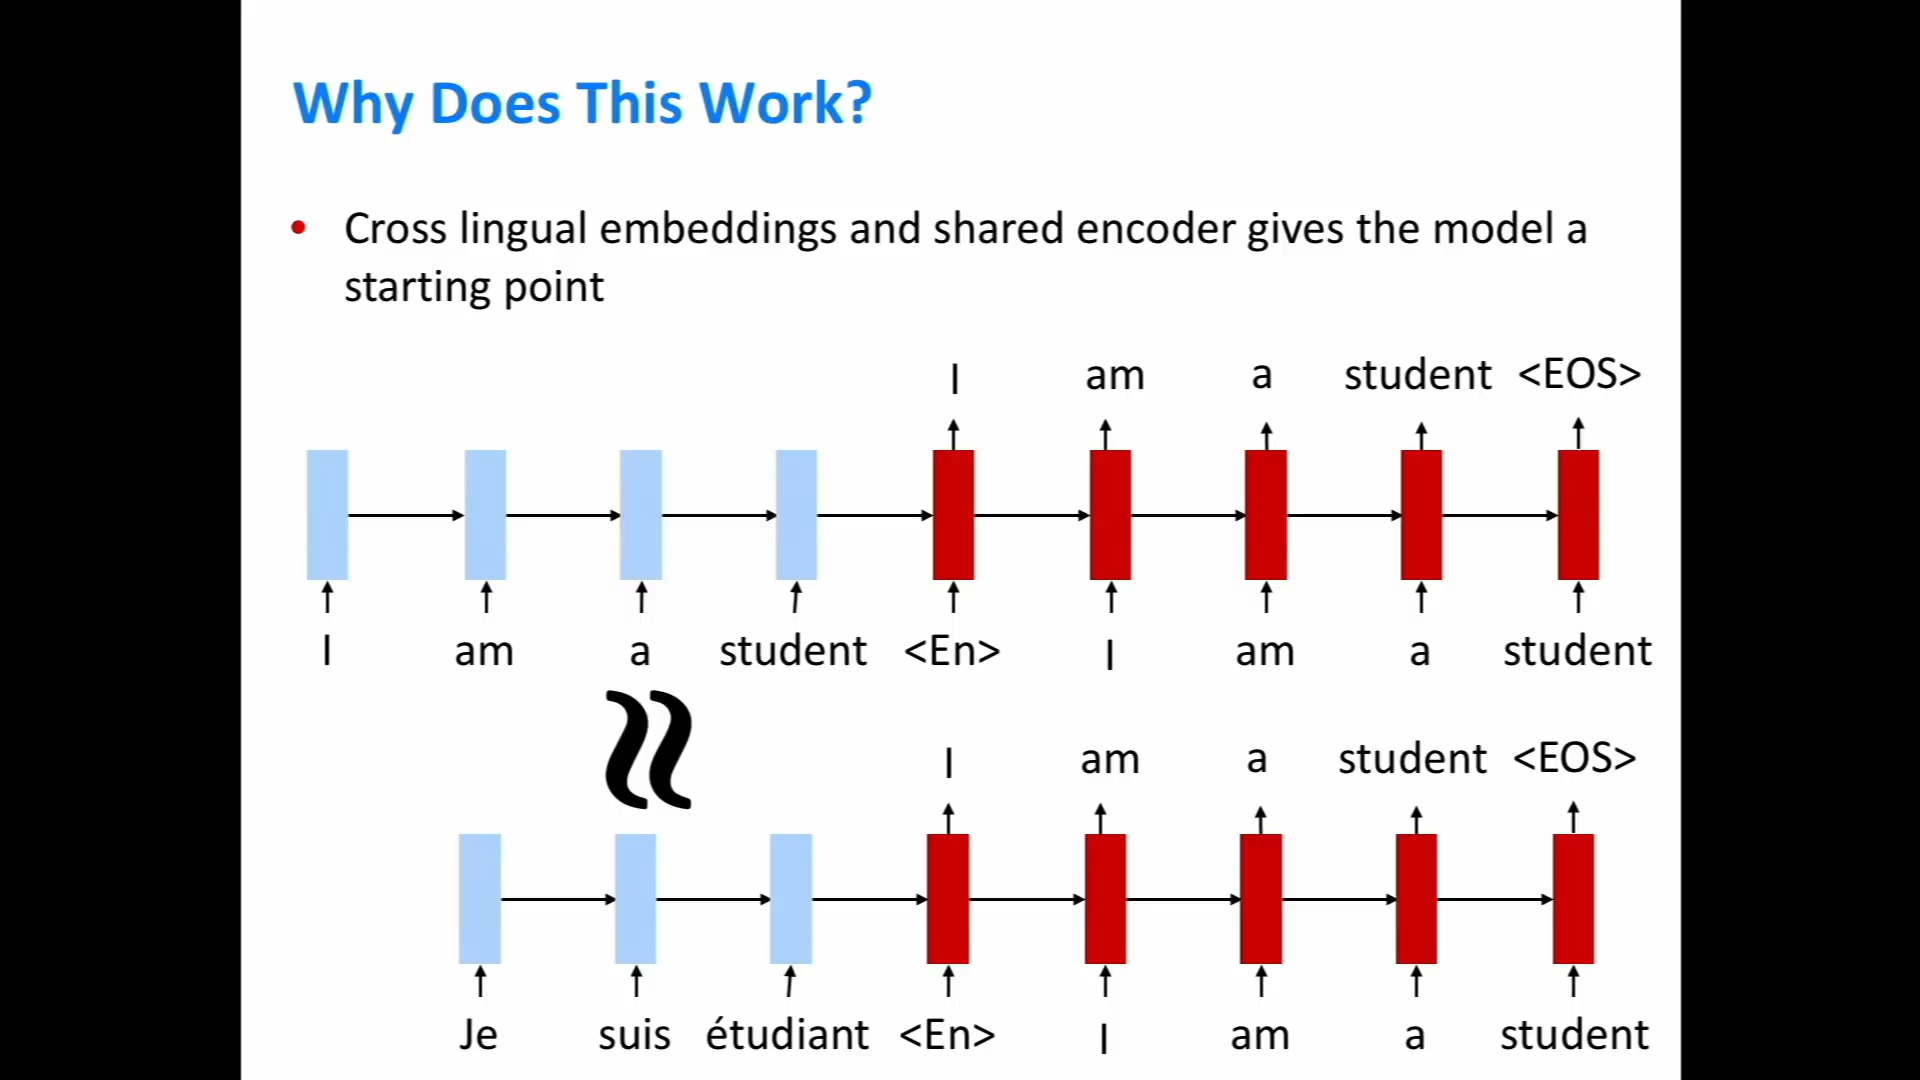 Why Does This Work?
• Cross lingual embeddings and shared encoder gives the model a
starting point
I am a student <EOS>
I am a student <En> I am a student
≈
I am a student <EOS>
Je suis étudiant <En> I am a student